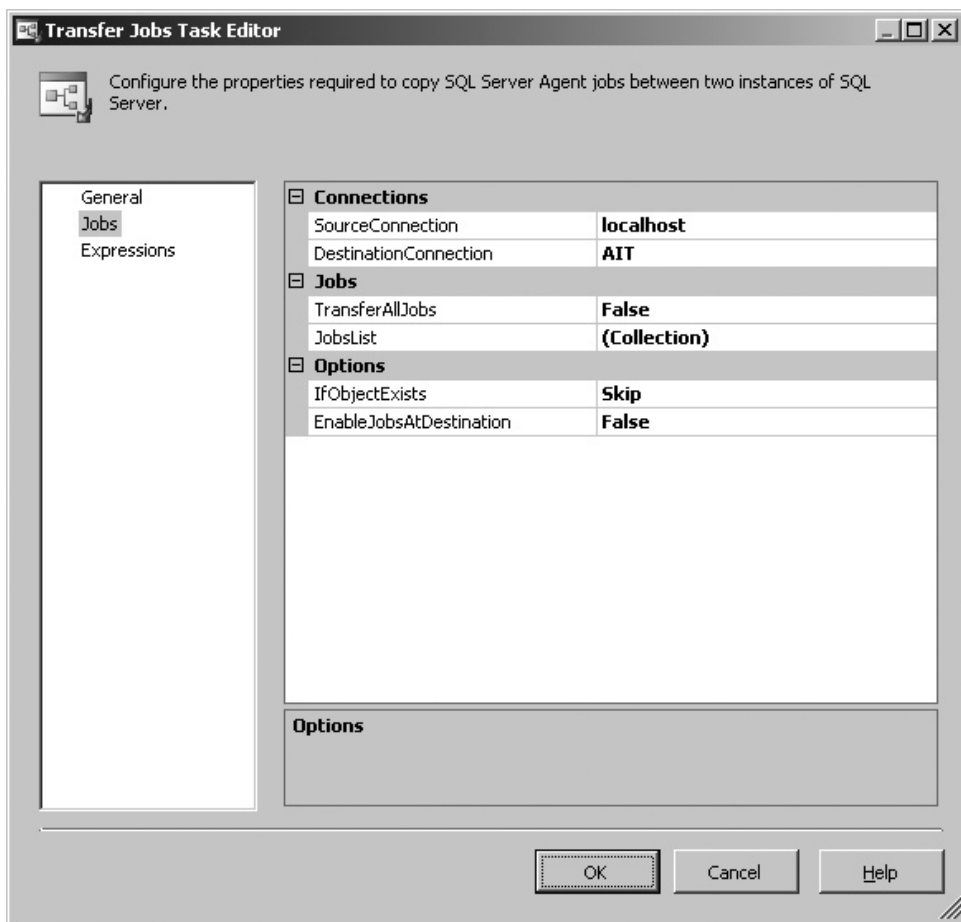 Transfer Jobs Task Editor
Configure the properties required to copy SQL Server Agent jobs between two instances of SQL
Server.
General
Jobs
Expressions
Connections
SourceConnection localhost
DestinationConnection AIT
Jobs
TransferAllJobs False
JobsList (Collection)
Options
IfObjectExists Skip
EnableJobsAtDestination False
Options
OK Cancel Help